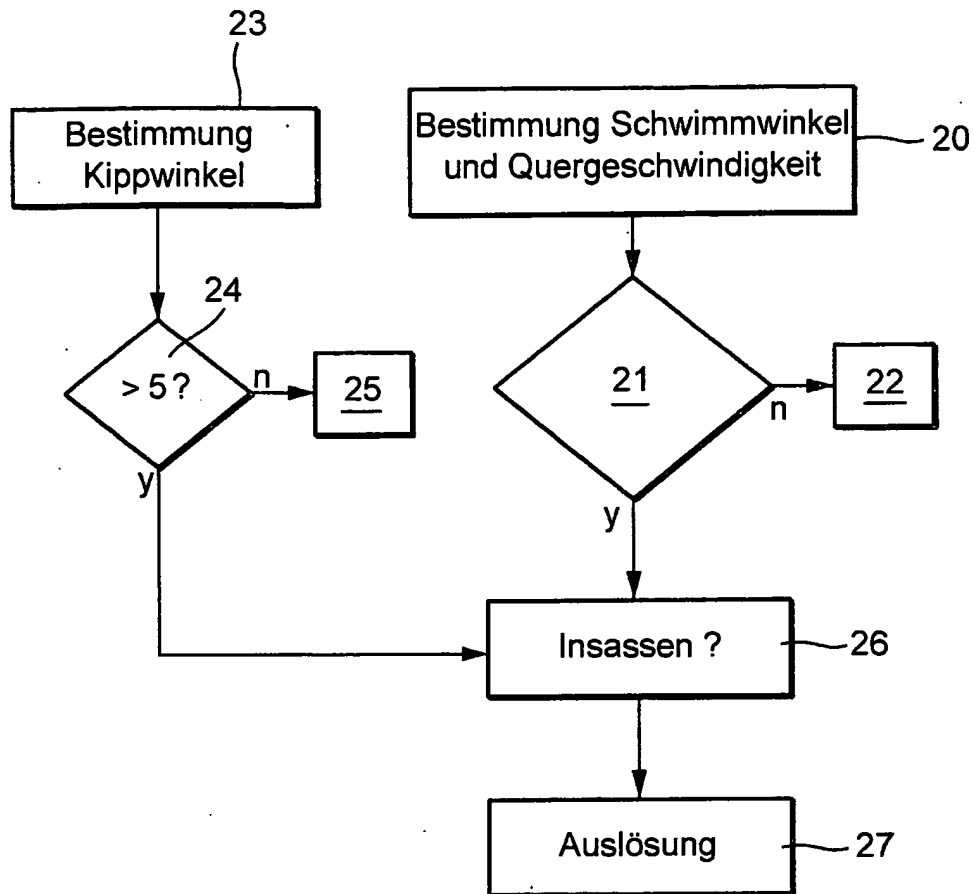 23
Bestimmung
Kippwinkel
Bestimmung Schwimmwinkel
und Quergeschwindigkeit
20
24
> 5 ?
n
25
y
21
n
22
y
Insassen ?
26
Auslösung
27